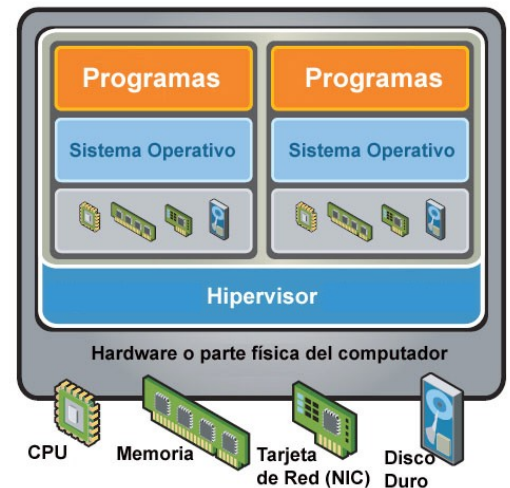 Programas
Programas
Sistema Operativo
Sistema Operativo
Hipervisor
Hardware o parte física del computador
CPU
Memoria
Tarjeta
de Red (NIC)
Disco
Duro